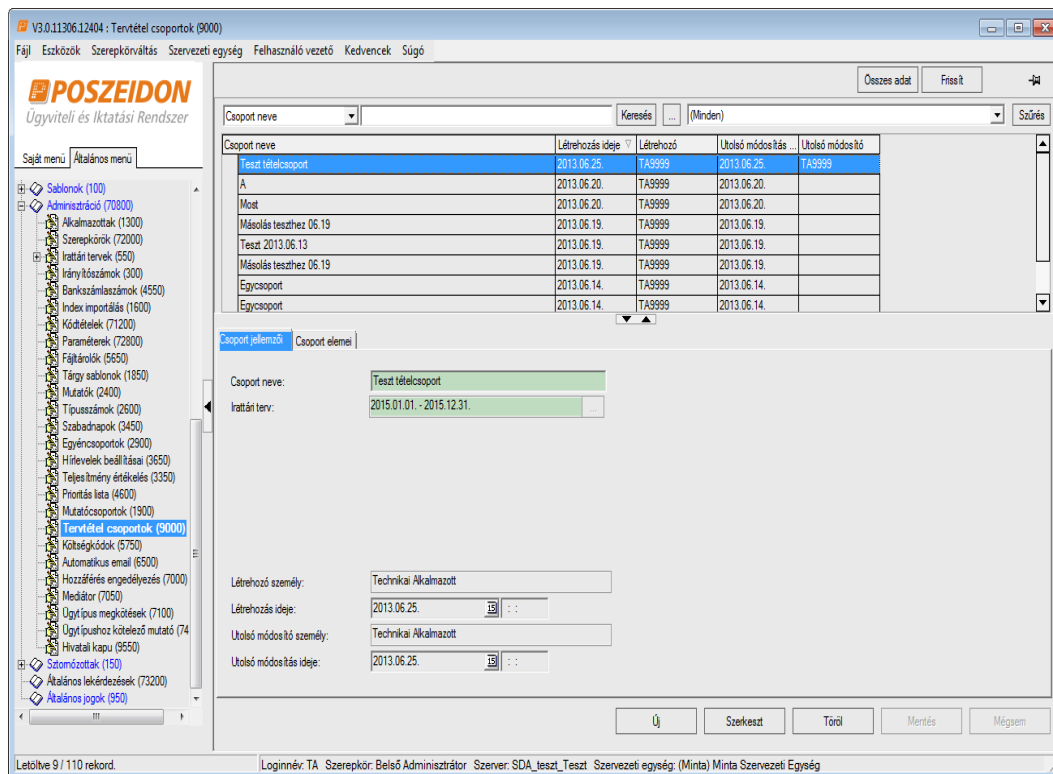 V3.0.11306.12404 : Tervtétel csoportok (9000)
Fájl Eszközök Szerepkörváltás Szervezeti egység Felhasználó vezető Kedvencek Súgó
POSZEIDON
Ügyviteli és Iktatási Rendszer
Összes adat Frissít
Csoport neve Keresés ... (Minden) Szűrés
Saját menü Általános menü
Csoport neve Létrehozás ideje Létrehozó Utolsó módosítás ... Utolsó módosító
Teszt tételcsoport 2013.06.25. TA9999 2013.06.25. TA9999
A 2013.06.20. TA9999 2013.06.20.
Most 2013.06.20. TA9999 2013.06.20.
Másolás teszthez 06.19 2013.06.19. TA9999 2013.06.19.
Teszt 2013.06.13 2013.06.19. TA9999 2013.06.19.
Másolás teszthez 06.19 2013.06.19. TA9999 2013.06.19.
Egycsoport 2013.06.14. TA9999 2013.06.14.
Egycsoport 2013.06.14. TA9999 2013.06.14.
Sablonok (100)
Adminisztráció (70800)
Alkalmazottak (1300)
Szerepkörök (72000)
Irattári tervek (550)
Irányítószámok (300)
Bankszámlaszámok (4550)
Index importálás (1600)
Kódtételek (71200)
Paraméterek (72800)
Fájltárolók (5650)
Tárgy sablonok (1850)
Mutatók (2400)
Típusszámok (2600)
Szabadnapok (3450)
Egyéncsoportok (2900)
Hírlevelek beállításai (3650)
Teljesítmény értékelés (3350)
Prioritás lista (4600)
Mutatócsoportok (1900)
Tervtétel csoportok (9000)
Költségkódok (5750)
Automatikus email (6500)
Hozzáférés engedélyezés (7000)
Mediátor (7050)
Ügytípus megkötések (7100)
Ügytípushoz kötelező mutató (74
Hivatali kapu (9550)
Sztornózottak (150)
Általános lekérdezések (73200)
Általános jogok (950)
Csoport jellemzői Csoport elemei
Csoport neve: Teszt tételcsoport
Irattári terv: 2015.01.01. - 2015.12.31. ...
Létrehozó személy: Technikai Alkalmazott
Létrehozás ideje: 2013.06.25. 15 : :
Utolsó módosító személy: Technikai Alkalmazott
Utolsó módosítás ideje: 2013.06.25. 15 : :
Új Szerkeszt Töröl Mentés Mégsem
Letöltve 9 / 110 rekord. Loginnév: TA Szerepkör: Belső Adminisztrátor Szerver: SDA_teszt_Teszt Szervezeti egység: (Minta) Minta Szervezeti Egység